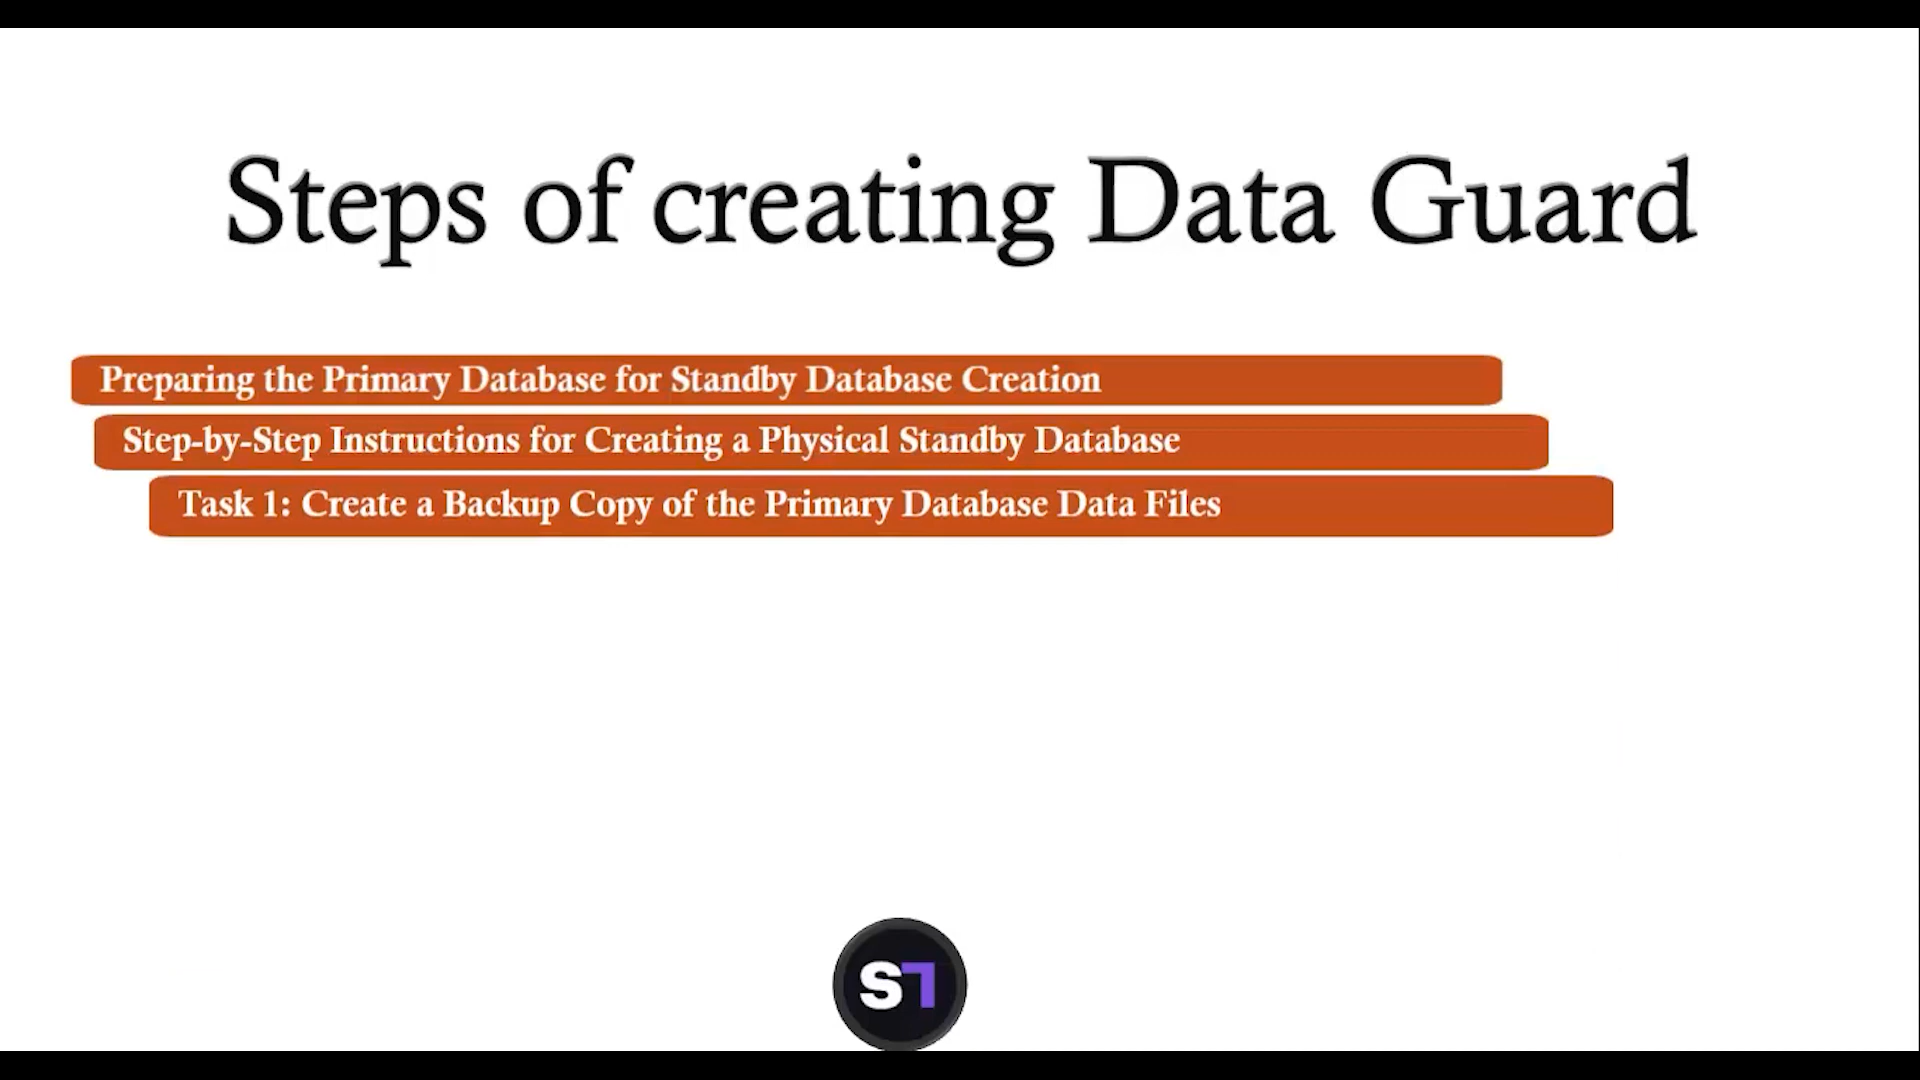 Steps of creating Data Guard
Preparing the Primary Database for Standby Database Creation
Step-by-Step Instructions for Creating a Physical Standby Database
Task 1: Create a Backup Copy of the Primary Database Data Files